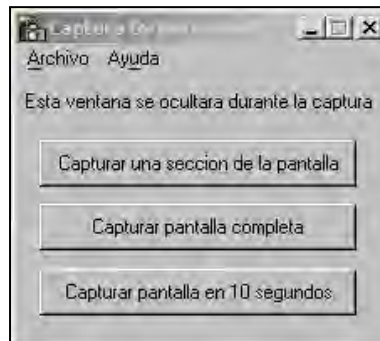 Captura
Archivo Ayuda
Esta ventana se ocultara durante la captura
Capturar una seccion de la pantalla
Capturar pantalla completa
Capturar pantalla en 10 segundos